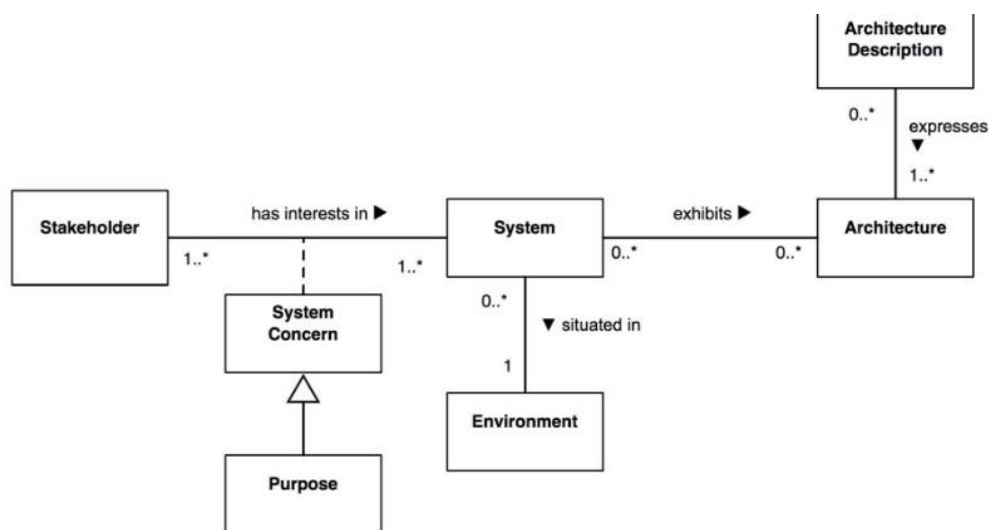 Architecture
Description
0..*
expresses
▼
1..*
has interests in ►
exhibits ►
Stakeholder
System
Architecture
1..*
1..*
0..*
0..*
0..*
System
Concern
▼ situated in
1
Environment
Purpose